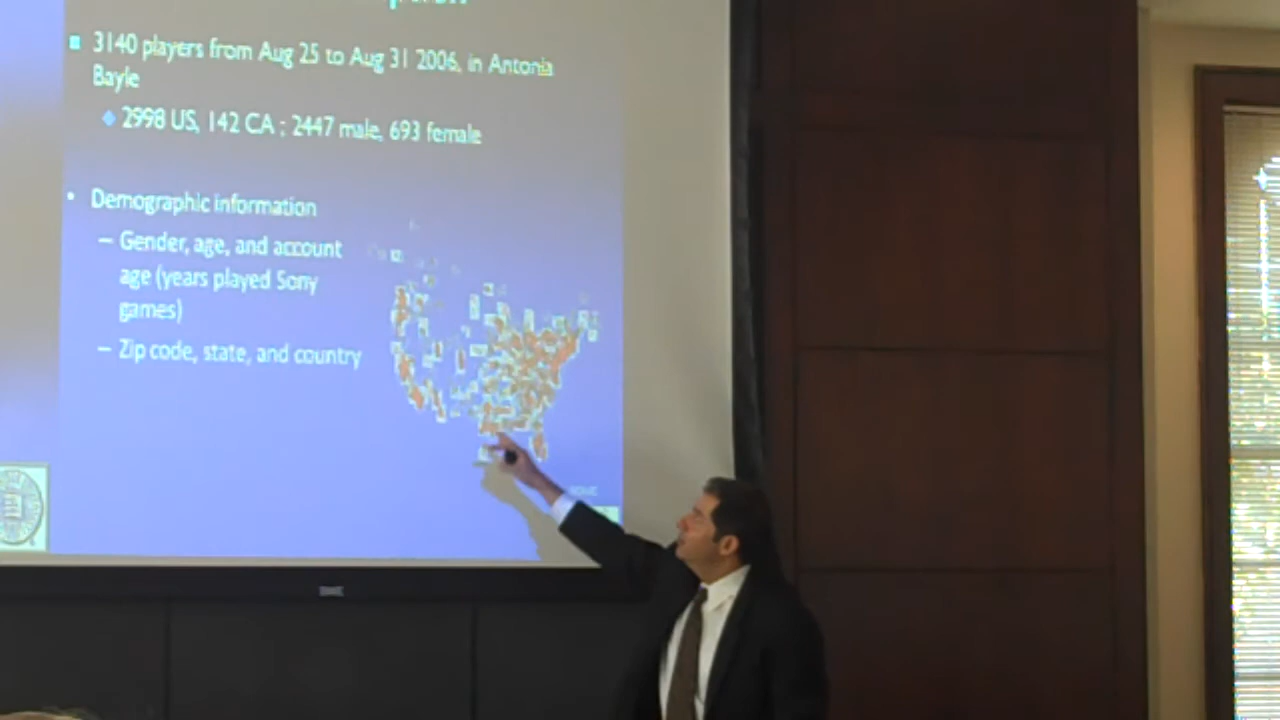 3140 players from Aug 25 to Aug 31 2006, in Antonia
Bayle
2998 US, 142 CA ; 2447 male, 693 female
Demographic information
– Gender, age, and account
age (years played Sony
games)
– Zip code, state, and country